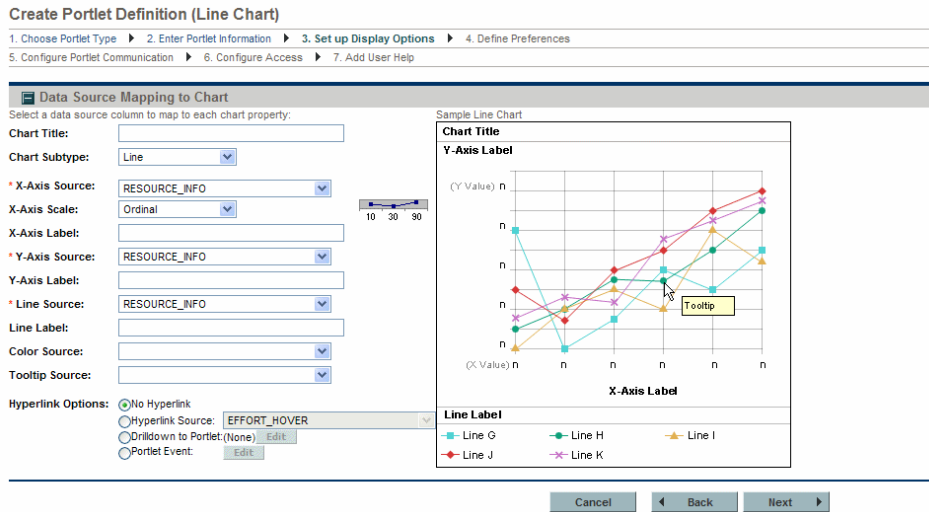 Create Portlet Definition (Line Chart)
1. Choose Portlet Type ▶ 2. Enter Portlet Information ▶ 3. Set up Display Options ▶ 4. Define Preferences
5. Configure Portlet Communication ▶ 6. Configure Access ▶ 7. Add User Help
Data Source Mapping to Chart
Select a data source column to map to each chart property:
Chart Title:
Chart Subtype: Line
* X-Axis Source: RESOURCE_INFO
X-Axis Scale: Ordinal
10 30 90
X-Axis Label:
* Y-Axis Source: RESOURCE_INFO
Y-Axis Label:
* Line Source: RESOURCE_INFO
Line Label:
Color Source:
Tooltip Source:
Hyperlink Options: No Hyperlink
Hyperlink Source: EFFORT_HOVER
Drilldown to Portlet: (None) Edit
Portlet Event: Edit
Sample Line Chart
Chart Title
Y-Axis Label
(Y Value) n
n
n
n
n
(X Value) n n n n n n
Tooltip
X-Axis Label
Line Label
Line G Line H Line I
Line J Line K
Cancel ◀ Back Next ▶